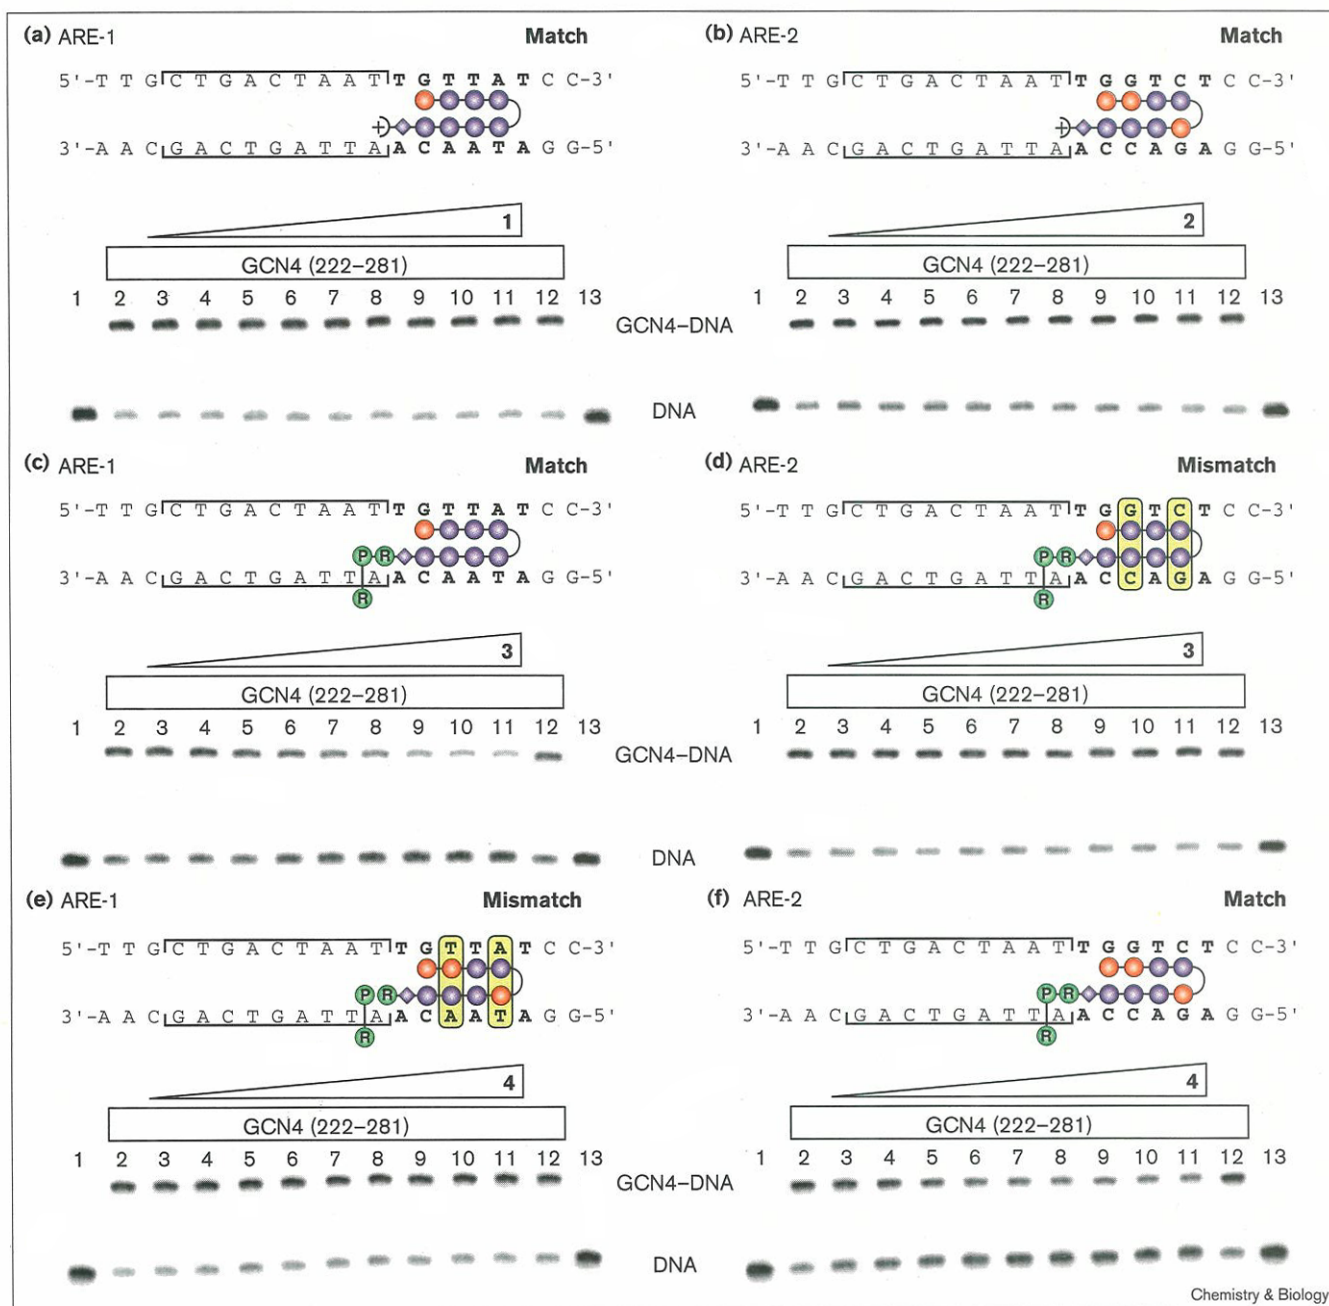 (a) ARE-1 Match
5'-T T G C T G A C T A A T T G T T A T C C-3'
+
3'-A A C G A C T G A T T A A C A A T A G G-5'
1
GCN4 (222–281)
1 2 3 4 5 6 7 8 9 10 11 12 13
(b) ARE-2 Match
5'-T T G C T G A C T A A T T G G T C T C C-3'
+
3'-A A C G A C T G A T T A A C C A G A G G-5'
2
GCN4 (222–281)
1 2 3 4 5 6 7 8 9 10 11 12 13
GCN4–DNA
DNA
(c) ARE-1 Match
5'-T T G C T G A C T A A T T G T T A T C C-3'
P R
3'-A A C G A C T G A T T A A C A A T A G G-5'
R
3
GCN4 (222–281)
1 2 3 4 5 6 7 8 9 10 11 12 13
(d) ARE-2 Mismatch
5'-T T G C T G A C T A A T T G G T C T C C-3'
P R
3'-A A C G A C T G A T T A A C C A G A G G-5'
R
3
GCN4 (222–281)
1 2 3 4 5 6 7 8 9 10 11 12 13
GCN4–DNA
DNA
(e) ARE-1 Mismatch
5'-T T G C T G A C T A A T T G T T A T C C-3'
P R
3'-A A C G A C T G A T T A A C A A T A G G-5'
R
4
GCN4 (222–281)
1 2 3 4 5 6 7 8 9 10 11 12 13
(f) ARE-2 Match
5'-T T G C T G A C T A A T T G G T C T C C-3'
P R
3'-A A C G A C T G A T T A A C C A G A G G-5'
R
4
GCN4 (222–281)
1 2 3 4 5 6 7 8 9 10 11 12 13
GCN4–DNA
DNA
Chemistry & Biology